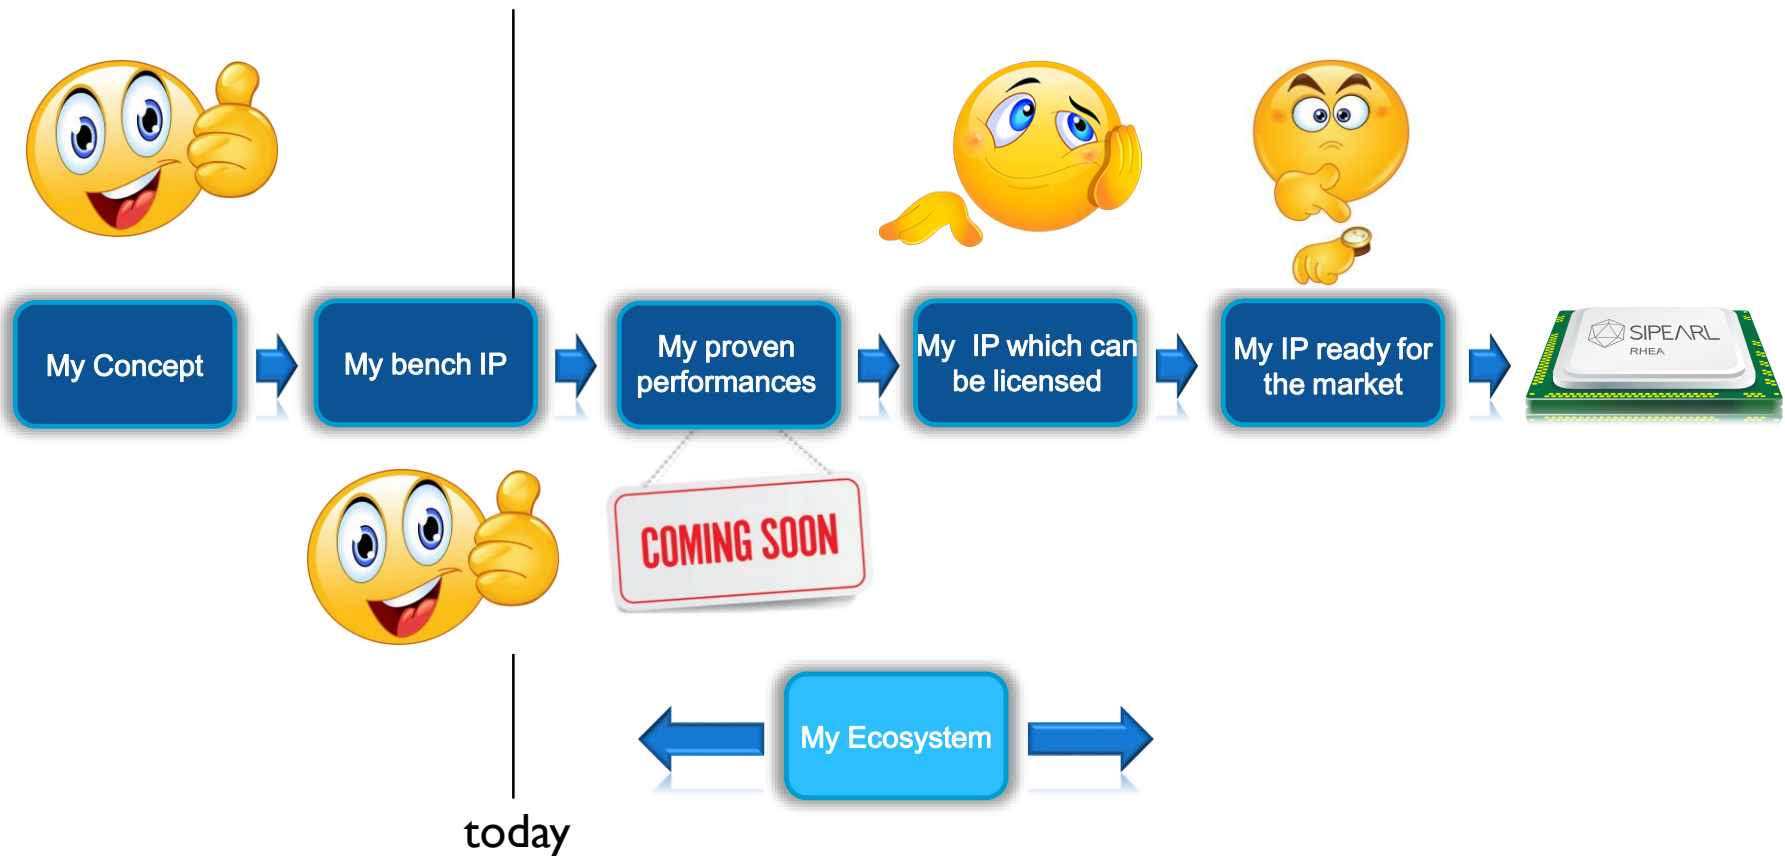 My Concept
My bench IP
My proven
performances
My IP which can
be licensed
My IP ready for
the market
SIPEARL
RHEA
COMING SOON
My Ecosystem
today